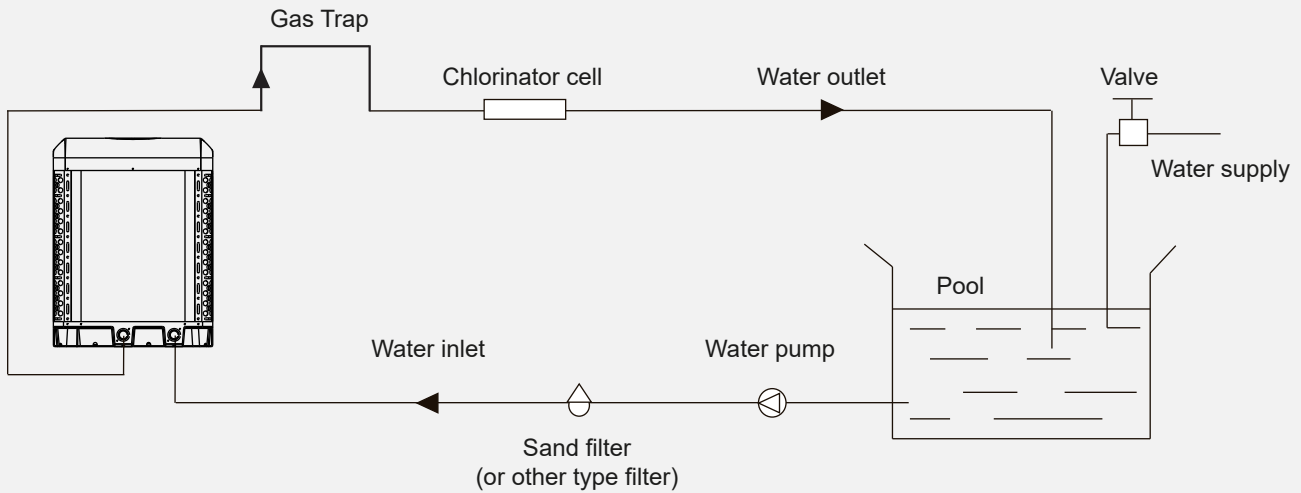 Gas Trap
Chlorinator cell
Water outlet
Valve
Water supply
Pool
Water inlet
Water pump
Sand filter
(or other type filter)